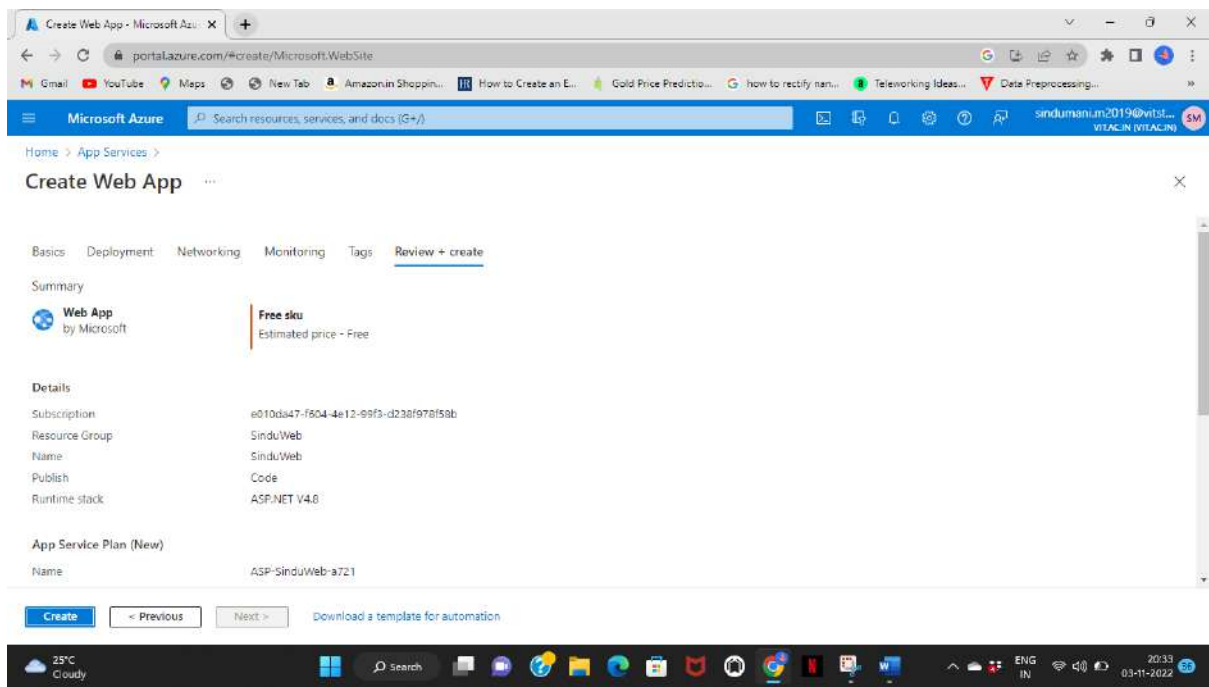 Create Web App - Microsoft Azu
portal.azure.com/#create/Microsoft.WebSite
Gmail YouTube Maps New Tab Amazon.in Shoppin... How to Create an E... Gold Price Predictio... how to rectify nan... Teleworking Ideas... Data Preprocessing... »
Microsoft Azure Search resources, services, and docs (G+/) sindumani.m2019@vitst... SM
VIT.AC.IN (VIT.AC.IN)
Home > App Services >
Create Web App ...
Basics Deployment Networking Monitoring Tags Review + create
Summary
Web App Free sku
by Microsoft Estimated price - Free
Details
Subscription e010da47-f604-4e12-99f3-d238f978f58b
Resource Group SinduWeb
Name SinduWeb
Publish Code
Runtime stack ASP.NET V4.8
App Service Plan (New)
Name ASP-SinduWeb-a721
Create < Previous Next > Download a template for automation
25°C Search ENG 20:33
Cloudy IN 03-11-2022